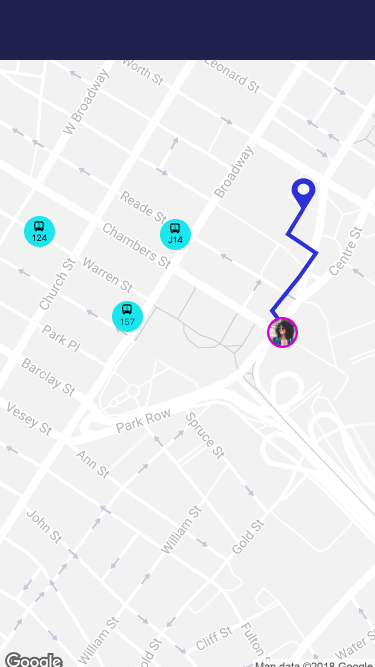 Worth St
Leonard St
W Broadway
Broadway
Reade St
Chambers St
Centre St
124
J14
Warren St
Church St
157
Park Pl
Barclay St
Vesey St
Park Row
Spruce St
Ann St
John St
William St
Gold St
William St
Gold St
Cliff St
Fulton S
Water S
Google
Map data ©2018 Google